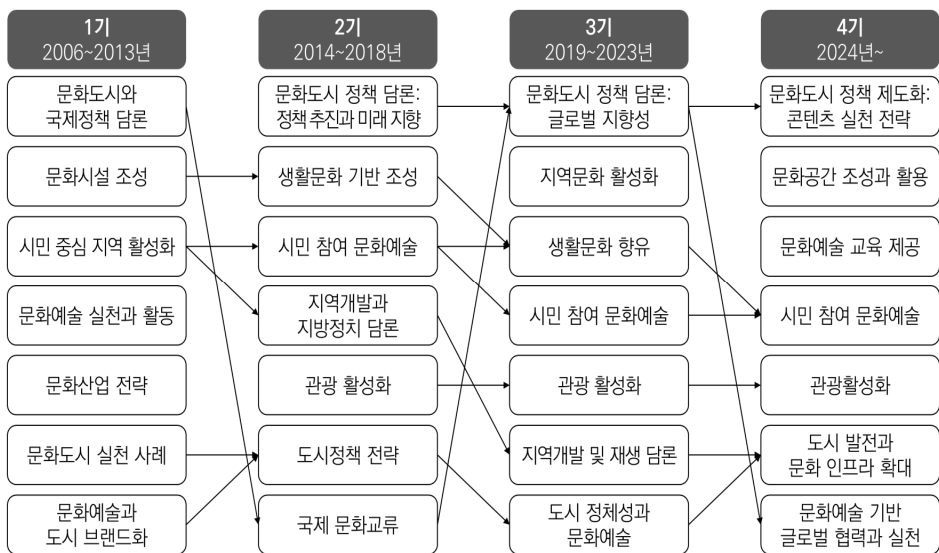 1기
2006~2013년
문화도시와
국제정책 담론
문화시설 조성
시민 중심 지역 활성화
문화예술 실천과 활동
문화산업 전략
문화도시 실천 사례
문화예술과
도시 브랜드화
2기
2014~2018년
문화도시 정책 담론:
정책 추진과 미래 지향
생활문화 기반 조성
시민 참여 문화예술
지역개발과
지방정치 담론
관광 활성화
도시정책 전략
국제 문화교류
3기
2019~2023년
문화도시 정책 담론:
글로벌 지향성
지역문화 활성화
생활문화 향유
시민 참여 문화예술
관광 활성화
지역개발 및 재생 담론
도시 정체성과
문화예술
4기
2024년~
문화도시 정책 제도화:
콘텐츠 실천 전략
문화공간 조성과 활용
문화예술 교육 제공
시민 참여 문화예술
관광활성화
도시 발전과
문화 인프라 확대
문화예술 기반
글로벌 협력과 실천